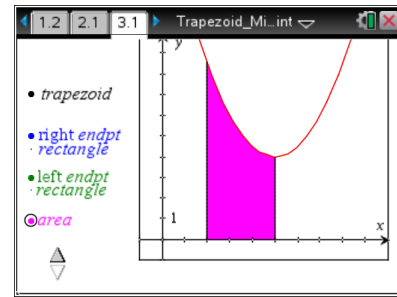 1.2 2.1 3.1 Trapezoid_Mi...int
y
• trapezoid
• right endpt
· rectangle
• left endpt
· rectangle
area
1
x